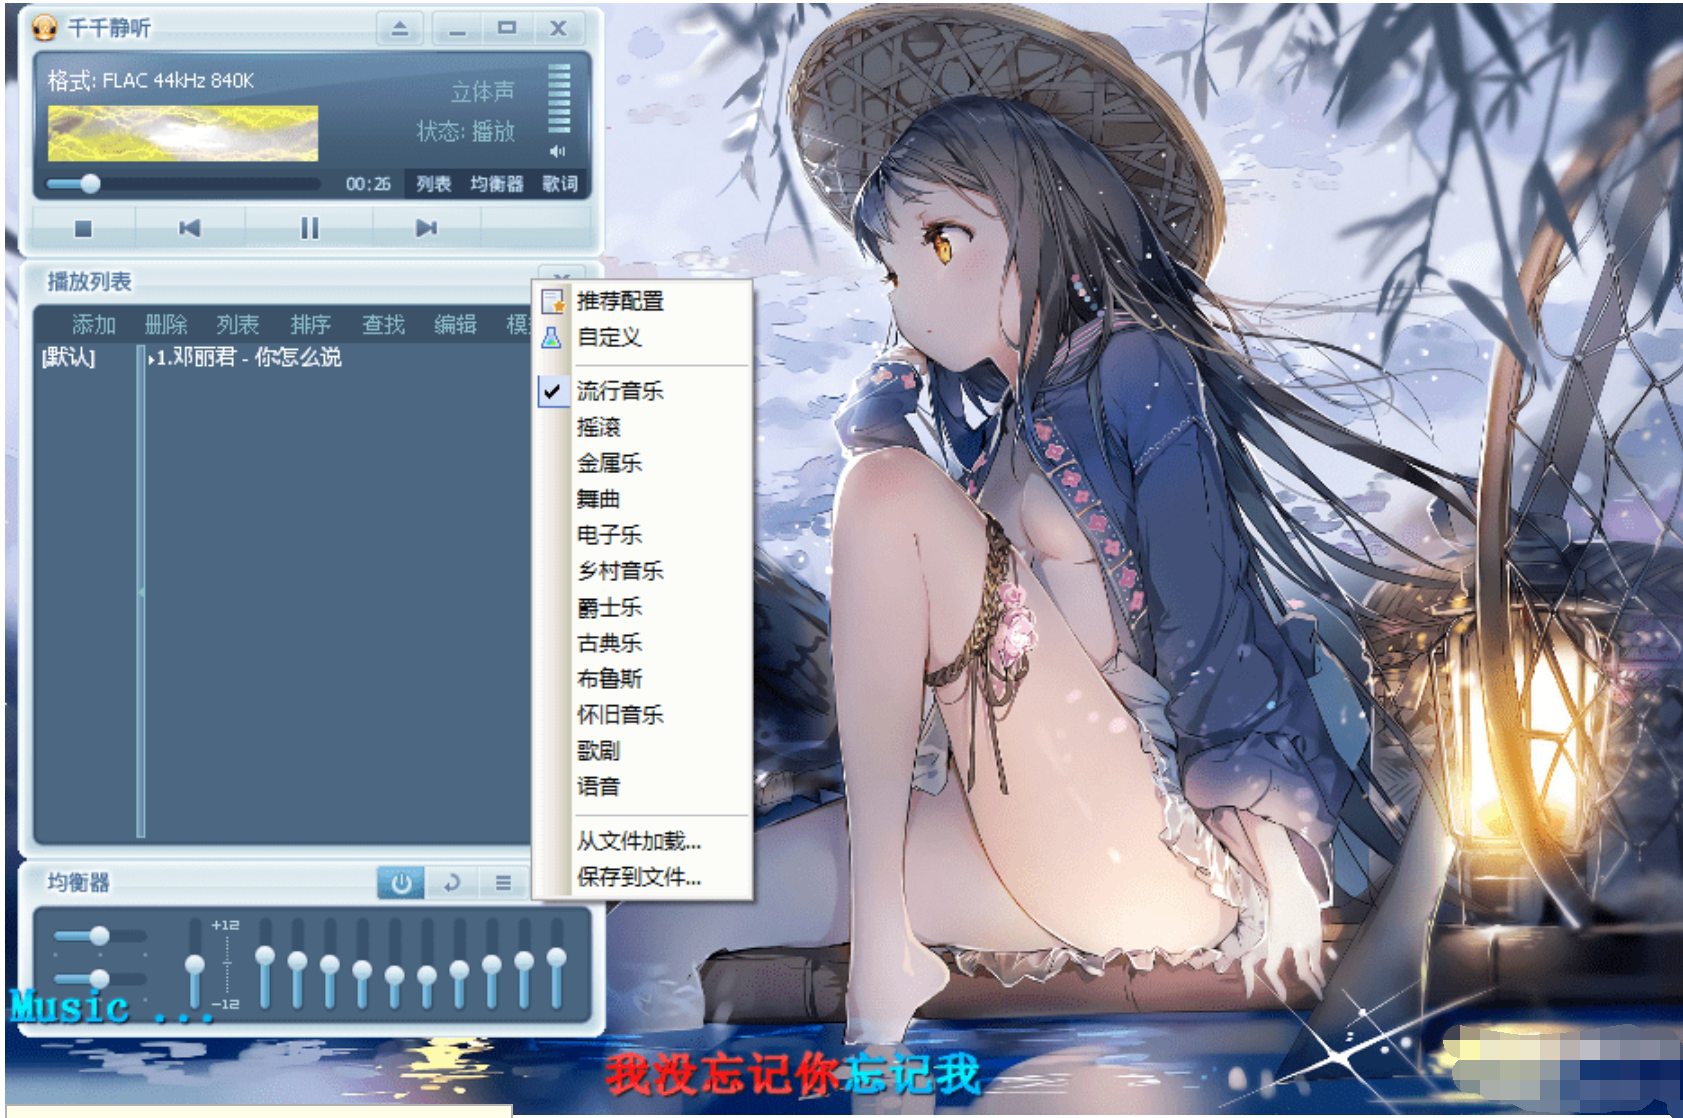 千千静听
格式: FLAC 44kHz 840K
立体声
状态: 播放
00:26 列表 均衡器 歌词
播放列表
添加 删除 列表 排序 查找 编辑
[默认] 1.邓丽君 - 你怎么说
推荐配置
自定义
流行音乐
摇滚
金属乐
舞曲
电子乐
乡村音乐
爵士乐
古典乐
布鲁斯
怀旧音乐
歌剧
语音
从文件加载...
保存到文件...
均衡器
+12
-12
Music ...
我没忘记你忘记我